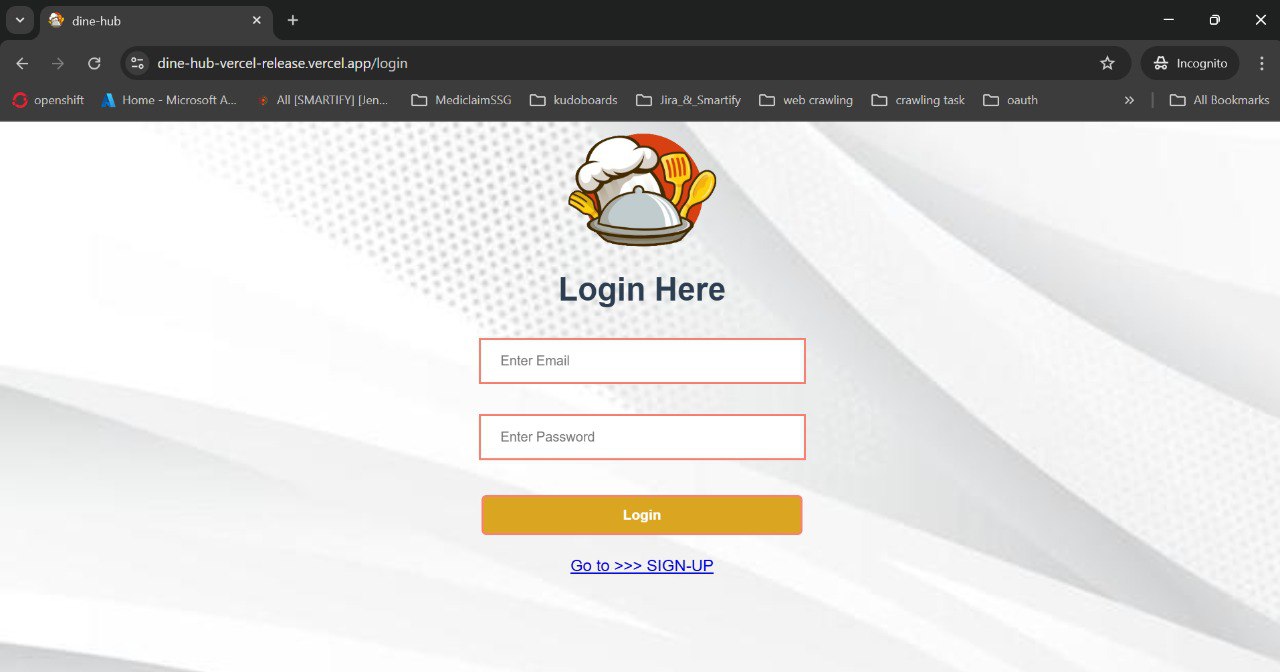 dine-hub
dine-hub-vercel-release.vercel.app/login
Incognito
openshift
Home - Microsoft A...
All [SMARTIFY] [Jen...
MediclaimSSG
kudoboards
Jira_&_Smartify
web crawling
crawling task
oauth
All Bookmarks
Login Here
Enter Email
Enter Password
Login
Go to >>> SIGN-UP